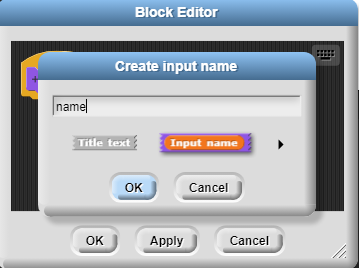 Block Editor
Create input name
name
Title text
Input name
OK
Cancel
OK
Apply
Cancel